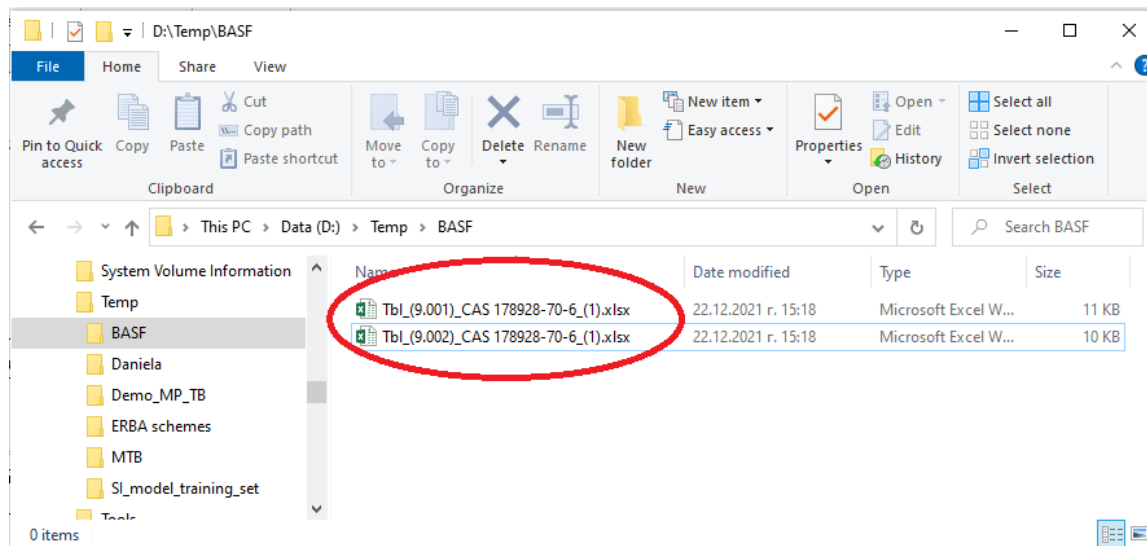 D:\Temp\BASF
File Home Share View
Pin to Quick access
Copy
Paste
Cut
Copy path
Paste shortcut
Clipboard
Move to
Copy to
Delete
Rename
Organize
New folder
New item
Easy access
New
Properties
Open
Edit
History
Open
Select all
Select none
Invert selection
Select
This PC > Data (D:) > Temp > BASF
Search BASF
System Volume Information
Temp
BASF
Daniela
Demo_MP_TB
ERBA schemes
MTB
SI_model_training_set
Tools
Name Date modified Type Size
Tbl_(9.001)_CAS 178928-70-6_(1).xlsx 22.12.2021 г. 15:18 Microsoft Excel W... 11 KB
Tbl_(9.002)_CAS 178928-70-6_(1).xlsx 22.12.2021 г. 15:18 Microsoft Excel W... 10 KB
0 items